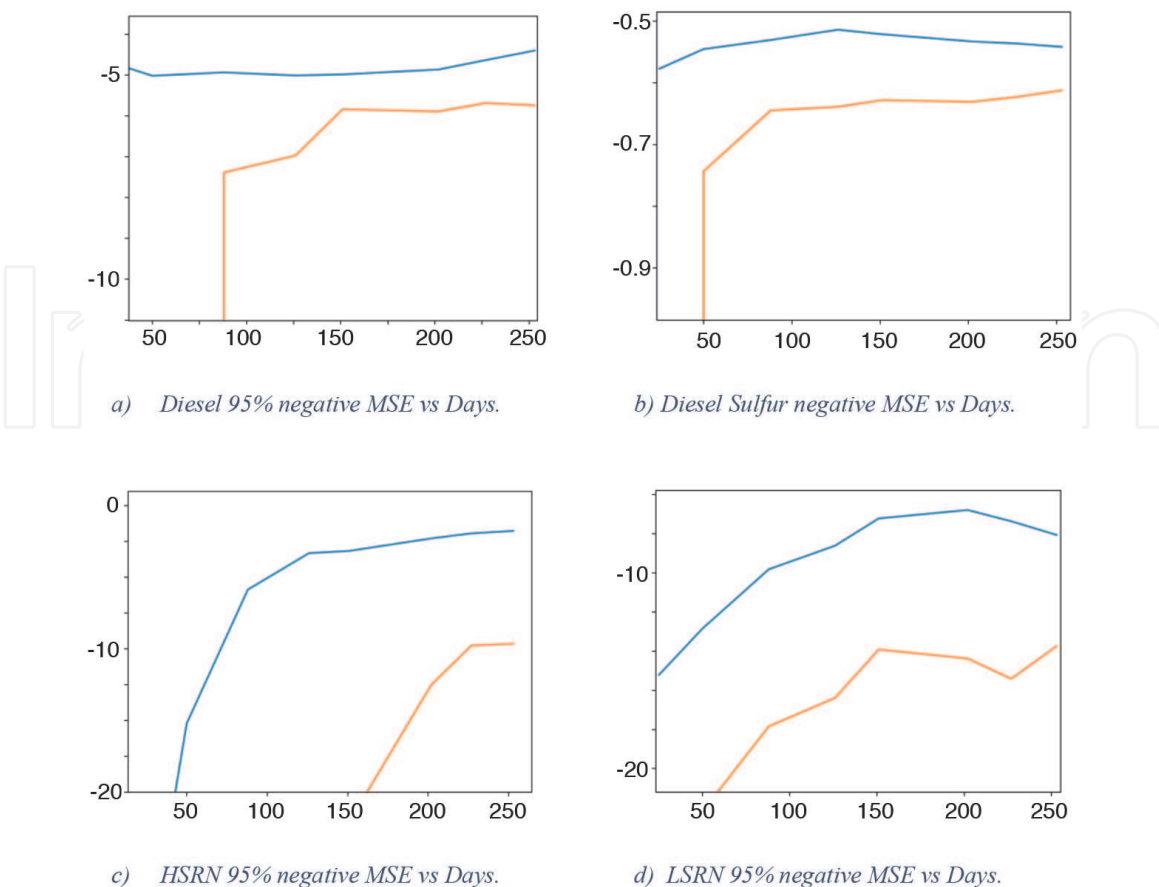 -5
-10
50 100 150 200 250
a) Diesel 95% negative MSE vs Days.
-0.5
-0.7
-0.9
50 100 150 200 250
b) Diesel Sulfur negative MSE vs Days.
0
-10
-20
50 100 150 200 250
c) HSRN 95% negative MSE vs Days.
-10
-20
50 100 150 200 250
d) LSRN 95% negative MSE vs Days.